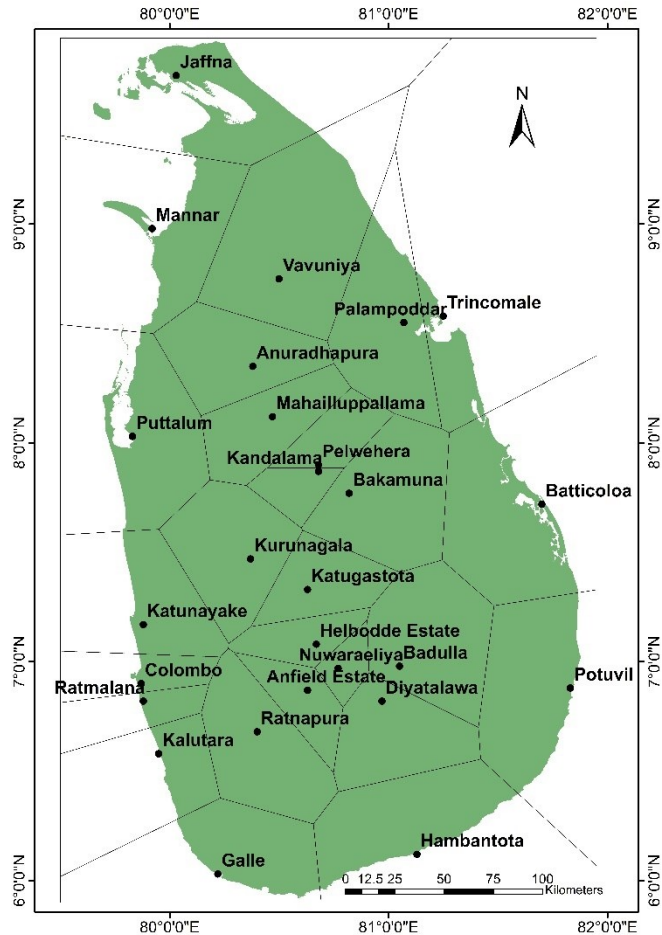 80°0'0"E 81°0'0"E 82°0'0"E
Jaffna
N
9°0'0"N 9°0'0"N
Mannar
Vavuniya
Palampoddar Trincomale
Anuradhapura
Mahailluppallama
Puttalum
8°0'0"N 8°0'0"N
Kandalama Pelwehera
Bakamuna
Batticoloa
Kurunagala
Katugastota
Katunayake
Helbodde Estate
7°0'0"N 7°0'0"N
Nuwaraeliya Badulla
Colombo
Anfield Estate
Potuvil
Ratmalana
Diyatalawa
Ratnapura
Kalutara
Hambantota
Galle
6°0'0"N 6°0'0"N
0 12.5 25 50 75 100
Kilometers
80°0'0"E 81°0'0"E 82°0'0"E